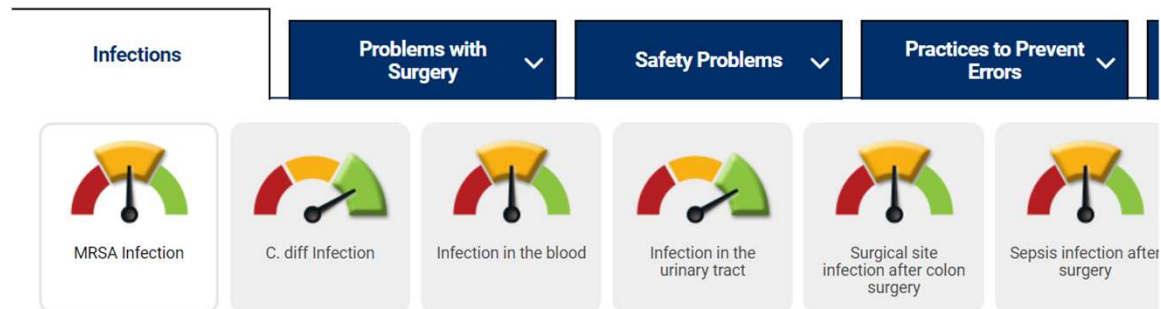 Infections
Problems with
Surgery
Safety Problems
Practices to Prevent
Errors
MRSA Infection
C. diff Infection
Infection in the blood
Infection in the
urinary tract
Surgical site
infection after colon
surgery
Sepsis infection after
surgery